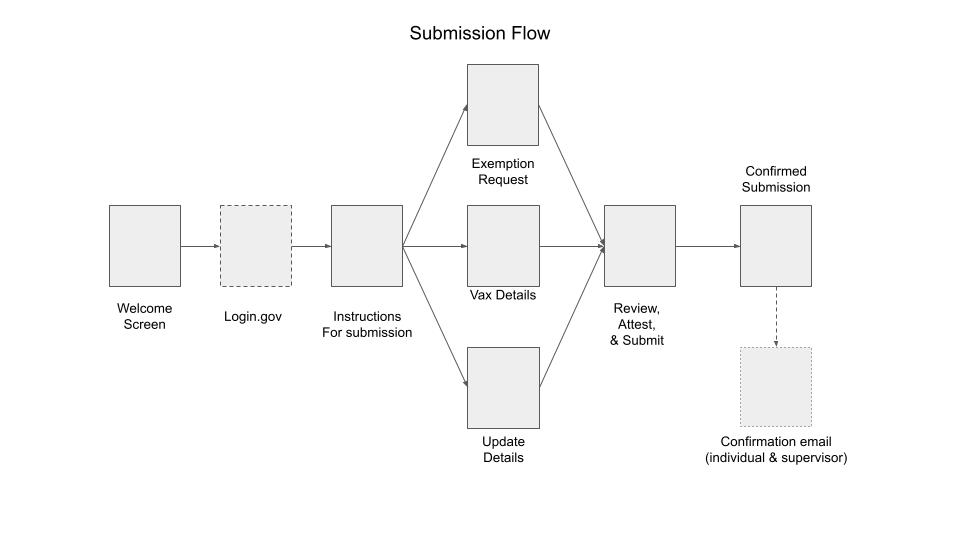 Submission Flow
Exemption
Request
Confirmed
Submission
Vax Details
Welcome
Screen
Login.gov
Instructions
For submission
Review,
Attest,
& Submit
Update
Details
Confirmation email
(individual & supervisor)